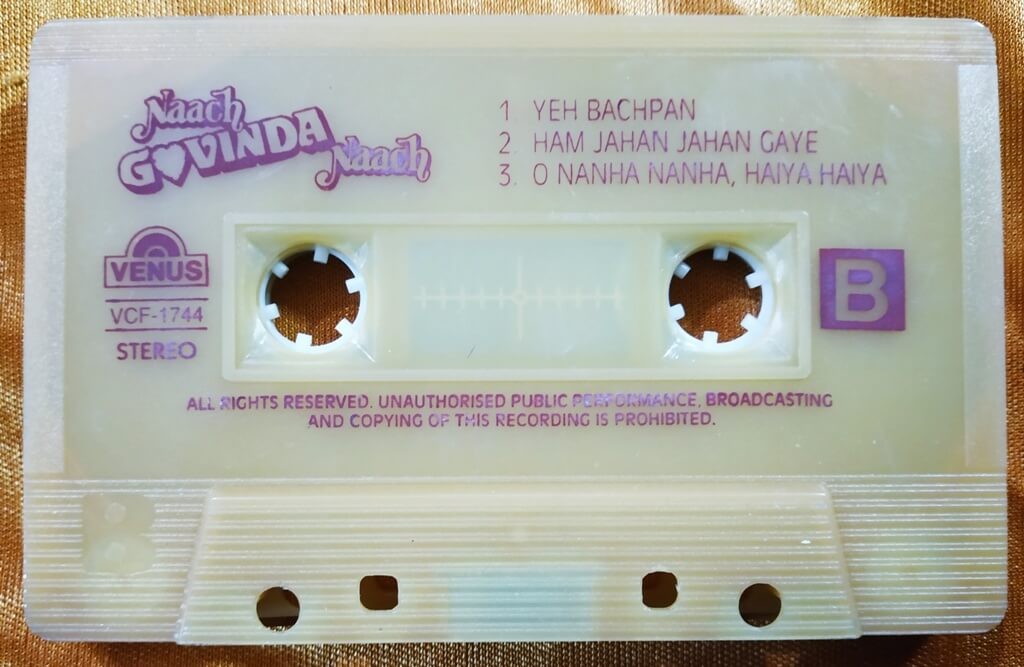 Naach
GOVINDA
Naach
1 YEH BACHPAN
2. HAM JAHAN JAHAN GAYE
3. O NANHA NANHA, HAIYA HAIYA
VENUS
VCF-1744
STEREO
B
ALL RIGHTS RESERVED. UNAUTHORISED PUBLIC PERFORMANCE, BROADCASTING
AND COPYING OF THIS RECORDING IS PROHIBITED.
B